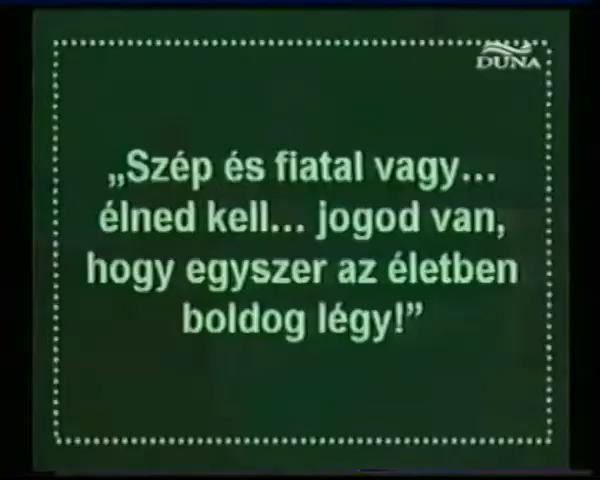 DUNA
„Szép és fiatal vagy...
élned kell... jogod van,
hogy egyszer az életben
boldog légy!”